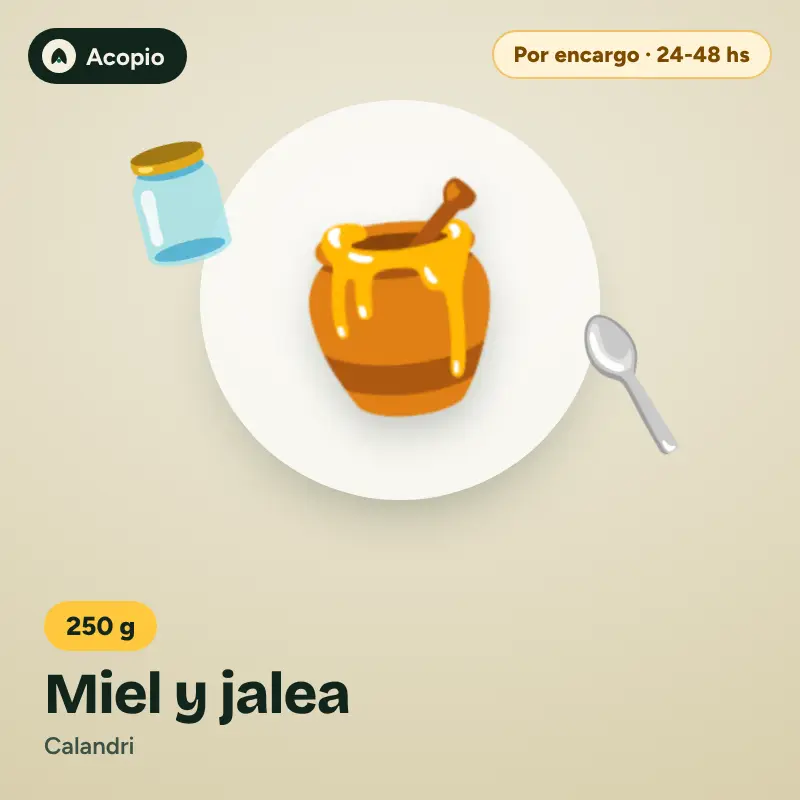 Acopio
Por encargo · 24-48 hs
250 g
Miel y jalea
Calandri